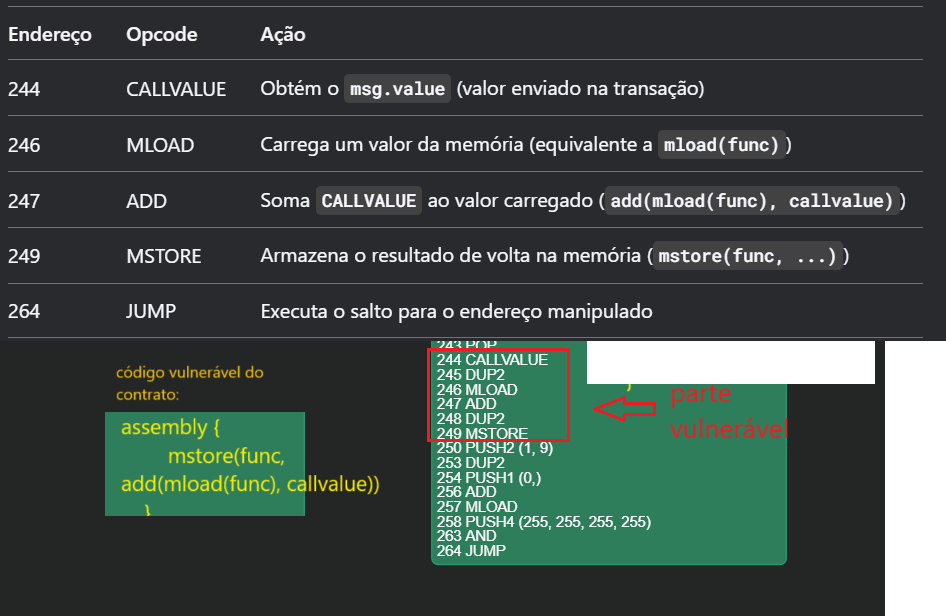 Endereço Opcode Ação
244 CALLVALUE Obtém o msg.value (valor enviado na transação)
246 MLOAD Carrega um valor da memória (equivalente a mload(func))
247 ADD Soma CALLVALUE ao valor carregado (add(mload(func), callvalue))
249 MSTORE Armazena o resultado de volta na memória (mstore(func, ...))
264 JUMP Executa o salto para o endereço manipulado
código vulnerável do
contrato:
assembly {
mstore(func,
add(mload(func), callvalue))
}
243 POP
244 CALLVALUE
245 DUP2
246 MLOAD
247 ADD
248 DUP2
249 MSTORE
250 PUSH2 (1, 9)
253 DUP2
254 PUSH1 (0,)
256 ADD
257 MLOAD
258 PUSH4 (255, 255, 255, 255)
263 AND
264 JUMP
}
parte
vulnerável